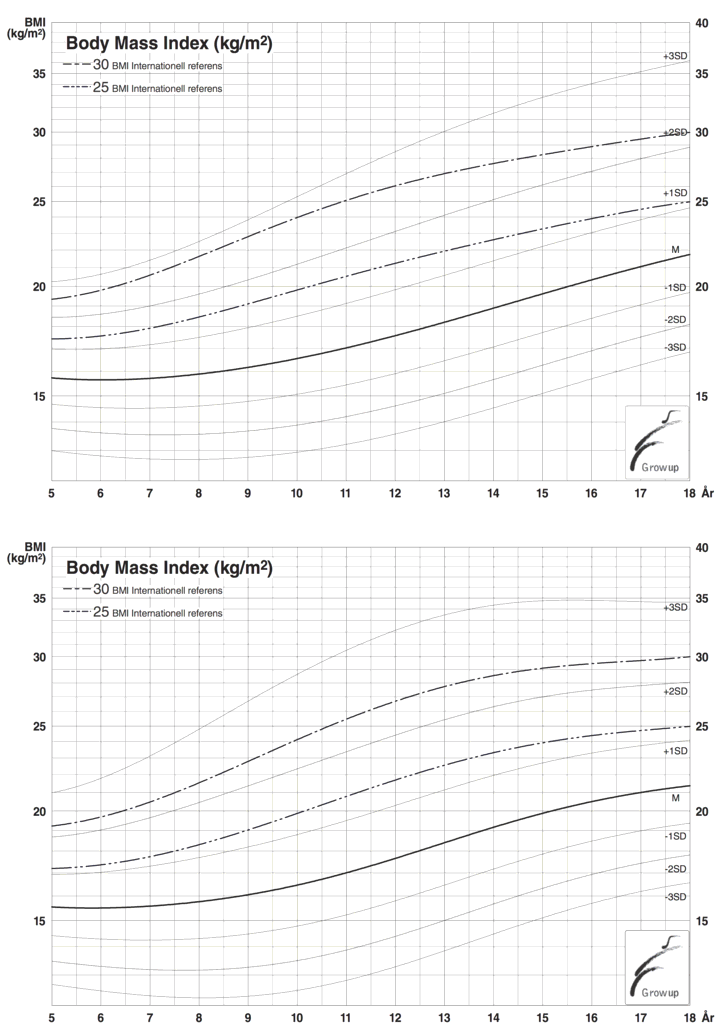 BMI
(kg/m²)
Body Mass Index (kg/m²)
30 BMI Internationell referens
25 BMI Internationell referens
40
35
30
25
20
15
40
35
30
25
20
15
+3SD
+2SD
+1SD
M
-1SD
-2SD
-3SD
Growup
5 6 7 8 9 10 11 12 13 14 15 16 17 18 År
BMI
(kg/m²)
Body Mass Index (kg/m²)
30 BMI Internationell referens
25 BMI Internationell referens
35
30
25
20
15
40
35
30
25
20
15
+3SD
+2SD
+1SD
M
-1SD
-2SD
-3SD
Growup
5 6 7 8 9 10 11 12 13 14 15 16 17 18 År